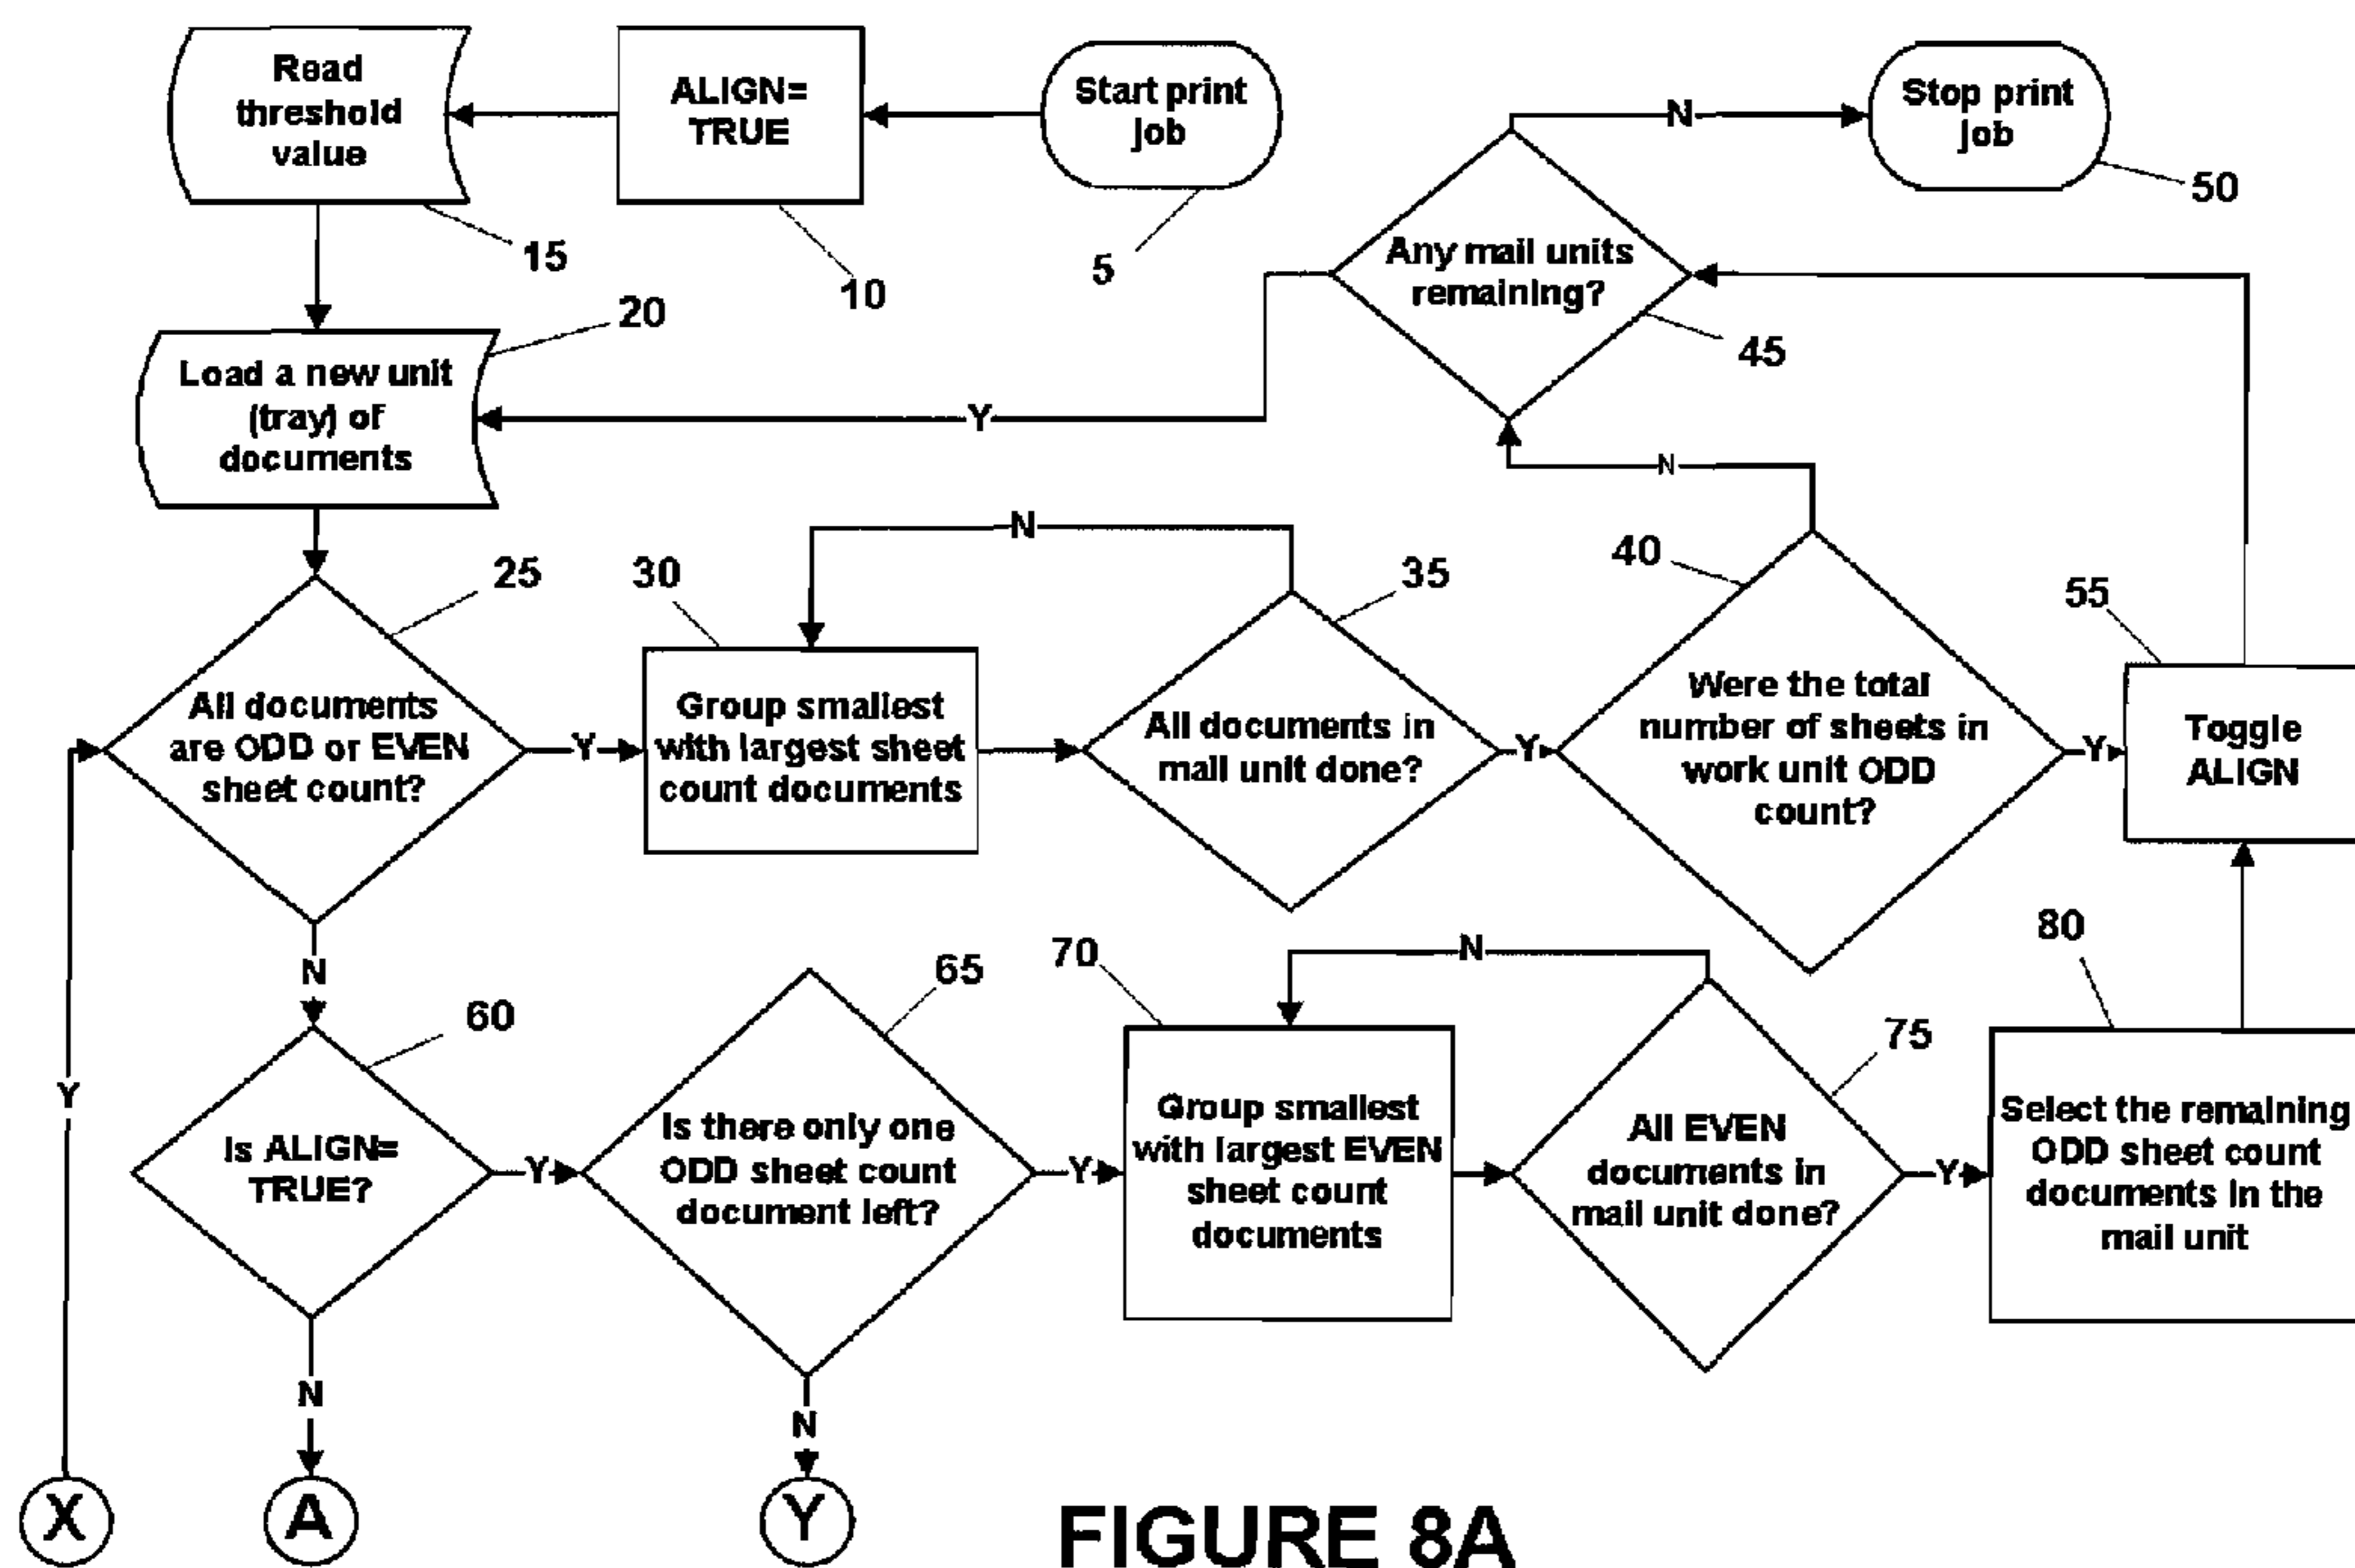 Read
threshold
value
ALIGN=
TRUE
Start print
job
Stop print
job
N
50
15
10
5
Any mail units
remaining?
20
45
Load a new unit
(tray) of
documents
Y
N
N
25
30
35
40
55
All documents
are ODD or EVEN
sheet count?
Y
Group smallest
with largest sheet
count documents
All documents in
mail unit done?
Y
Were the total
number of sheets in
work unit ODD
count?
Y
Toggle
ALIGN
N
60
65
70
N
75
80
Y
Is ALIGN=
TRUE?
Y
Is there only one
ODD sheet count
document left?
Y
Group smallest
with largest EVEN
sheet count
documents
All EVEN
documents in
mail unit done?
Y
Select the remaining
ODD sheet count
documents in the
mail unit
N
N
X
A
Y
FIGURE 8A